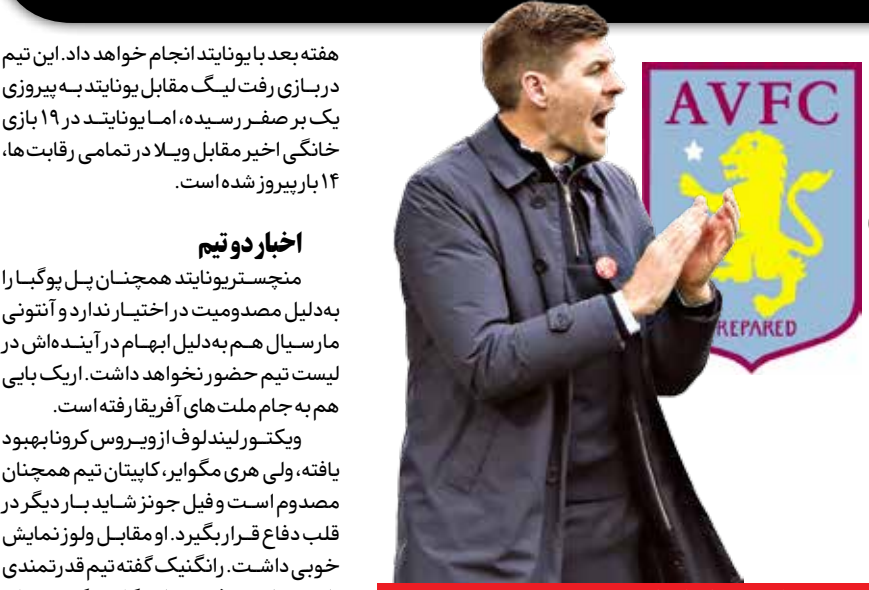 هفته بعد با یونایتد انجام خواهد داد. این تیم
در بازی رفت لیگ مقابل یونایتد به پیروزی
یک بر صفر رسیده، اما یونایتد در ۱۹ بازی
خانگی اخیر مقابل ویلا در تمامی رقابت‌ها،
۱۴ بار پیروز شده است.
اخبار دو تیم
منچستریونایتد همچنان پل پوگبا را
به‌دلیل مصدومیت در اختیار ندارد و آنتونی
مارسیال هم به‌دلیل ابهام در آینده‌اش در
لیست تیم حضور نخواهد داشت. اریک بایی
هم به جام ملت‌های آفریقا رفته است.
ویکتور لیندلوف از ویروس کرونا بهبود
یافته، ولی هری مگوایر، کاپیتان تیم همچنان
مصدوم است و فیل جونز شاید بار دیگر در
قلب دفاع قرار بگیرد. او مقابل ولوز نمایش
خوبی داشت. رانگنیک گفته تیم قدرتمندی
AVFC
REPARED